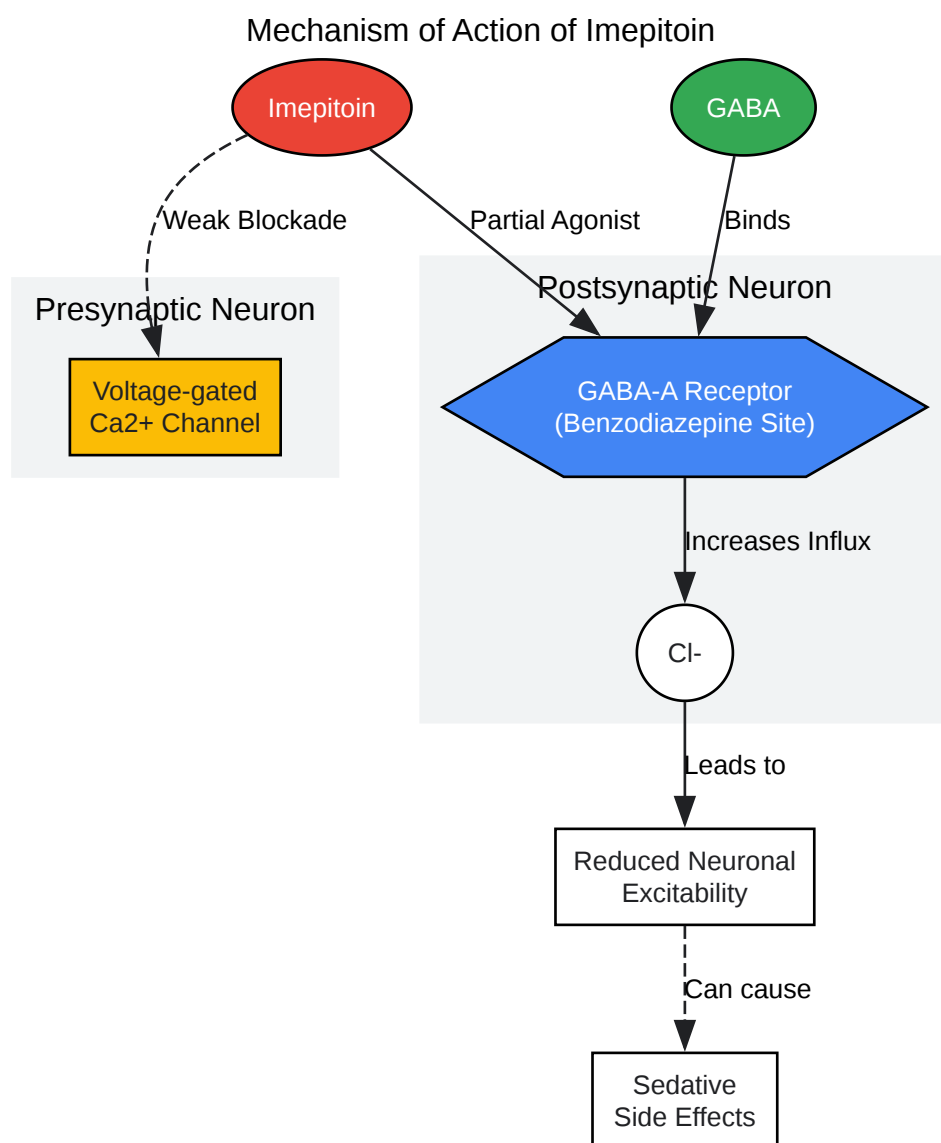 Mechanism of Action of Imepitoin
Imepitoin
GABA
Weak Blockade
Partial Agonist
Binds
Presynaptic Neuron
Postsynaptic Neuron
Voltage-gated
Ca2+ Channel
GABA-A Receptor
(Benzodiazepine Site)
Increases Influx
Cl-
Leads to
Reduced Neuronal
Excitability
Can cause
Sedative
Side Effects